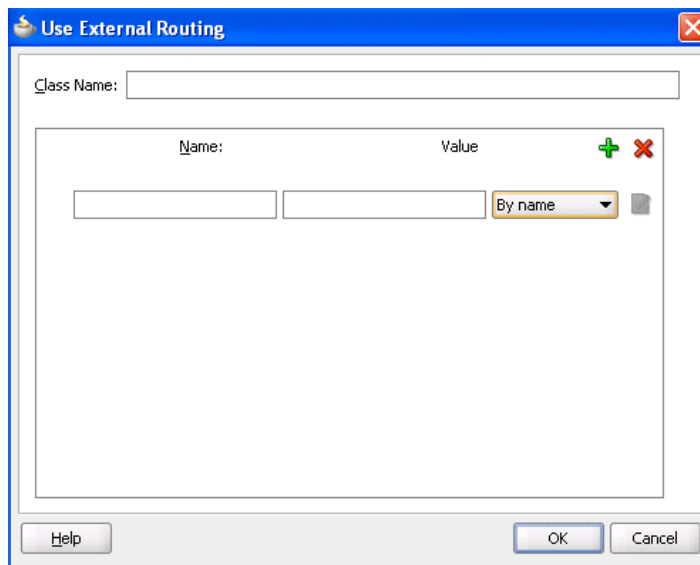 Use External Routing
Class Name:
Name: Value
By name
Help OK Cancel